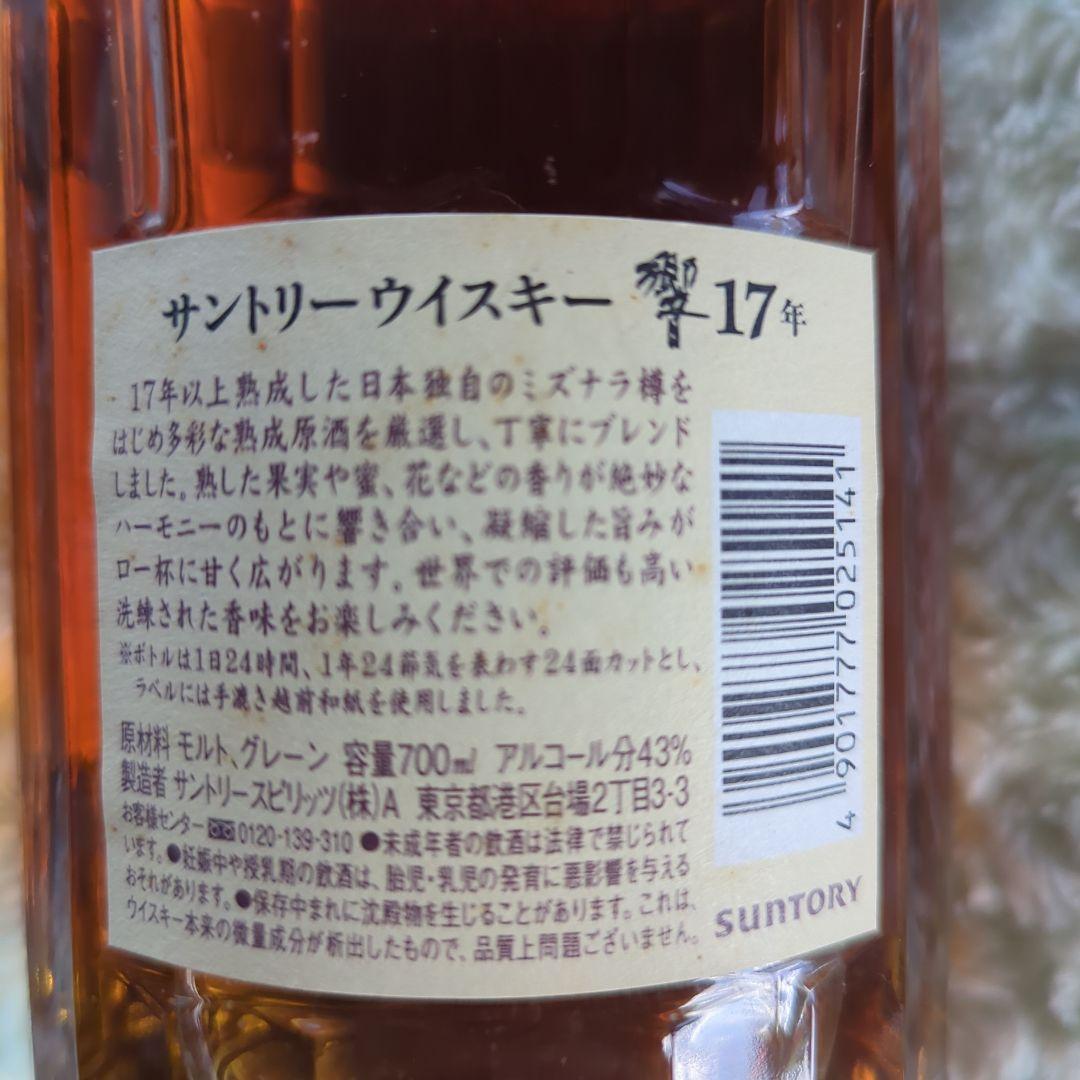 サントリーウイスキー 響 17年
17年以上熟成した日本独自のミズナラ樽を
はじめ多彩な熟成原酒を厳選し、丁寧にブレンド
しました。熟した果実や蜜、花などの香りが絶妙な
ハーモニーのもとに響き合い、凝縮した旨みが
口一杯に甘く広がります。世界での評価も高い
洗練された香味をお楽しみください。
※ボトルは1日24時間、1年24節気を表わす24面カットとし、
ラベルには手漉き越前和紙を使用しました。
原材料 モルト、グレーン 容量700ml アルコール分43%
製造者 サントリースピリッツ(株)A 東京都港区台場2丁目3-3
お客様センター 0120-139-310 ●未成年者の飲酒は法律で禁じられて
います。●妊娠中や授乳期の飲酒は、胎児・乳児の発育に悪影響を与える
おそれがあります。●保存中まれに沈殿物を生じることがあります。これは、
ウイスキー本来の微量成分が析出したもので、品質上問題ございません。
4 901777 025141
SUNTORY